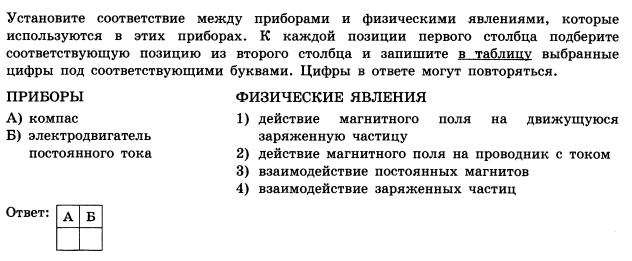 Установите соответствие между приборами и физическими явлениями, которые
используются в этих приборах. К каждой позиции первого столбца подберите
соответствующую позицию из второго столбца и запишите в таблицу выбранные
цифры под соответствующими буквами. Цифры в ответе могут повторяться.
ПРИБОРЫ
А) компас
Б) электродвигатель
постоянного тока
ФИЗИЧЕСКИЕ ЯВЛЕНИЯ
1) действие магнитного поля на движущуюся
заряженную частицу
2) действие магнитного поля на проводник с током
3) взаимодействие постоянных магнитов
4) взаимодействие заряженных частиц
Ответ: А Б